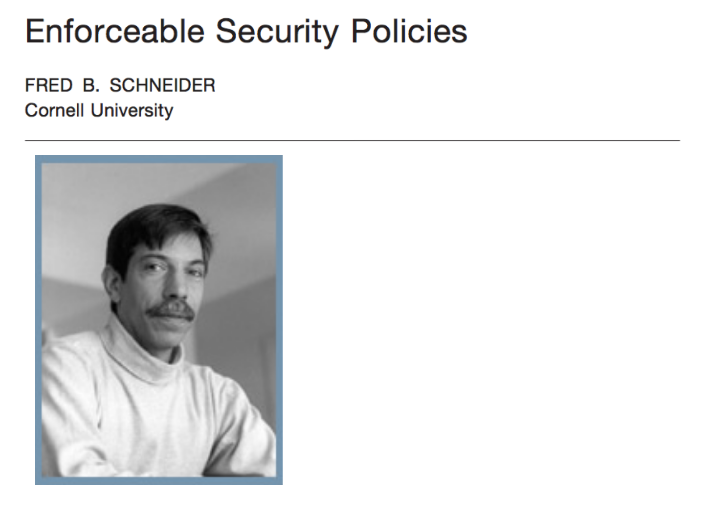 Enforceable Security Policies
FRED B. SCHNEIDER
Cornell University